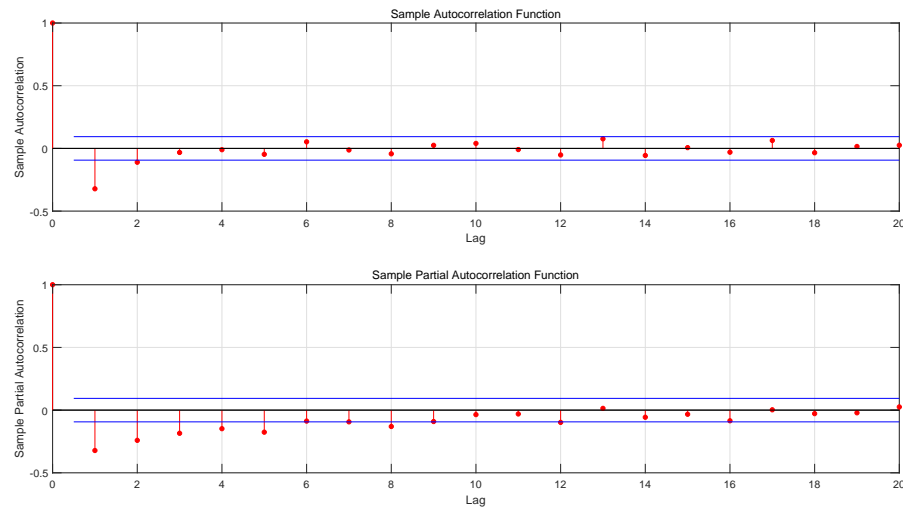 Sample Autocorrelation Function
1
0.5
0
-0.5
Sample Autocorrelation
0 2 4 6 8 10 12 14 16 18 20
Lag
Sample Partial Autocorrelation Function
1
0.5
0
-0.5
Sample Partial Autocorrelation
0 2 4 6 8 10 12 14 16 18 20
Lag